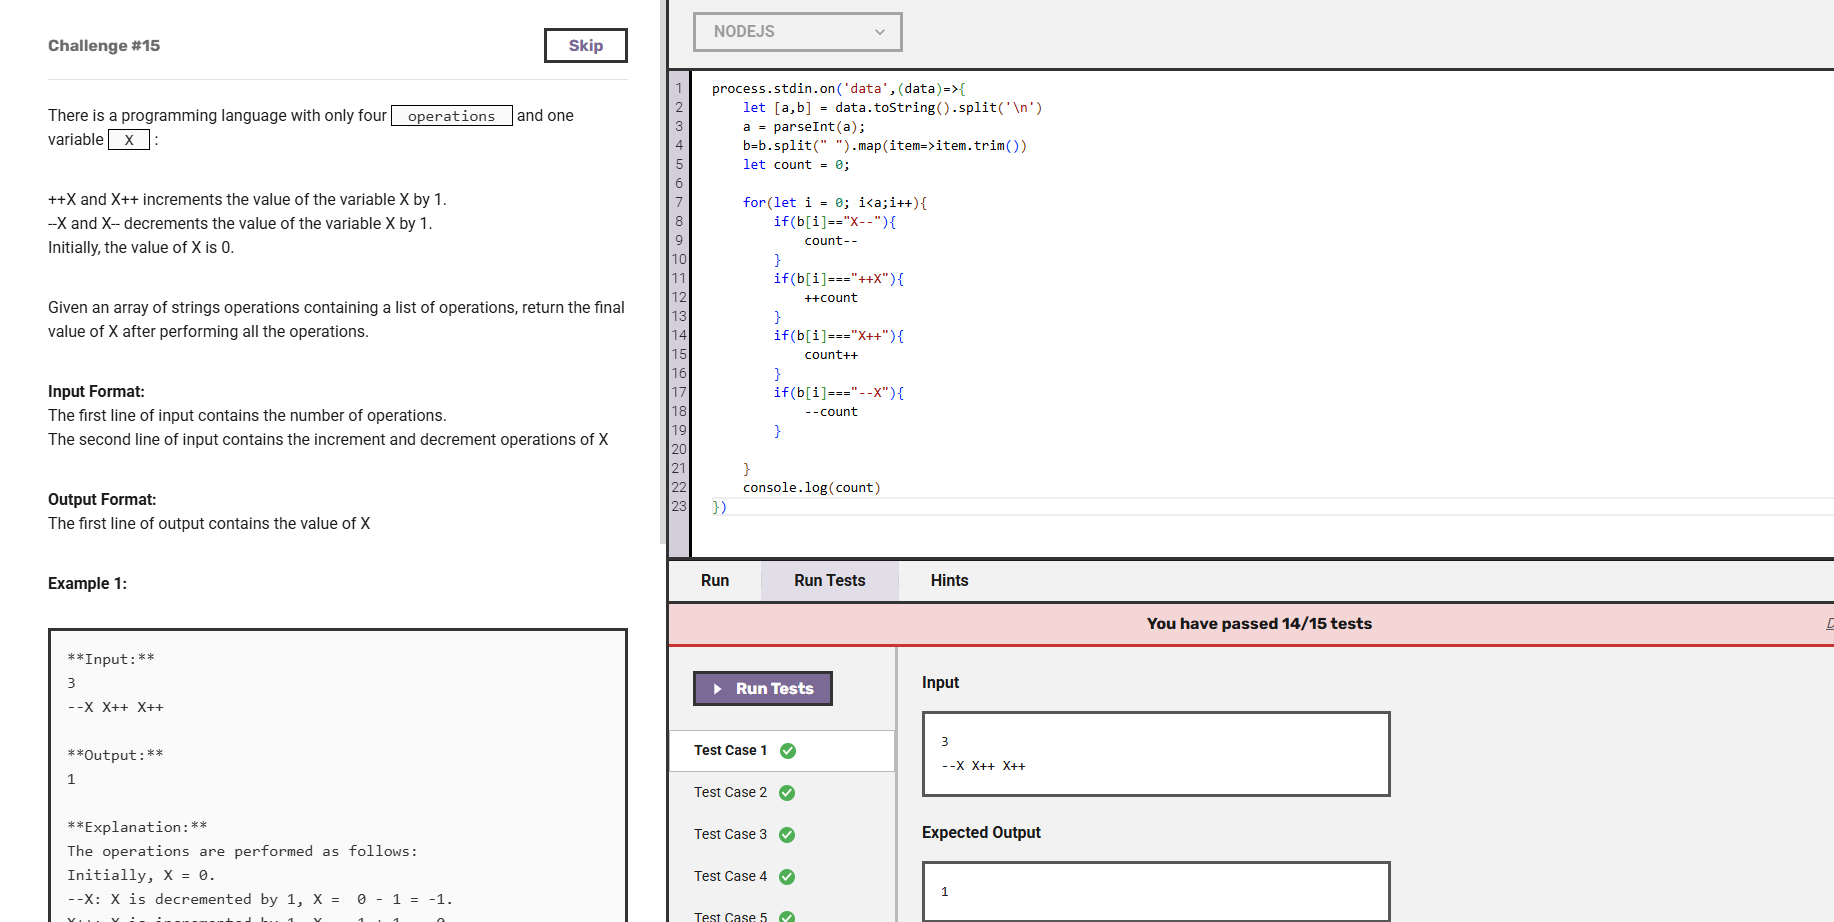 Challenge #15
Skip
There is a programming language with only four operations and one
variable X :
++X and X++ increments the value of the variable X by 1.
--X and X-- decrements the value of the variable X by 1.
Initially, the value of X is 0.
Given an array of strings operations containing a list of operations, return the final
value of X after performing all the operations.
Input Format:
The first line of input contains the number of operations.
The second line of input contains the increment and decrement operations of X
Output Format:
The first line of output contains the value of X
Example 1:
**Input:**
3
--X X++ X++
**Output:**
1
**Explanation:**
The operations are performed as follows:
Initially, X = 0.
--X: X is decremented by 1, X =  0 - 1 = -1.
NODEJS
1 process.stdin.on('data',(data)=>{
2     let [a,b] = data.toString().split('\n')
3     a = parseInt(a);
4     b=b.split(" ").map(item=>item.trim())
5     let count = 0;
6
7     for(let i = 0; i<a;i++){
8         if(b[i]=="X--"){
9             count--
10         }
11         if(b[i]==="++X"){
12             ++count
13         }
14         if(b[i]==="X++"){
15             count++
16         }
17         if(b[i]==="--X"){
18             --count
19         }
20
21     }
22     console.log(count)
23 })
Run
Run Tests
Hints
You have passed 14/15 tests
Run Tests
Test Case 1
Test Case 2
Test Case 3
Test Case 4
Test Case 5
Input
3
--X X++ X++
Expected Output
1